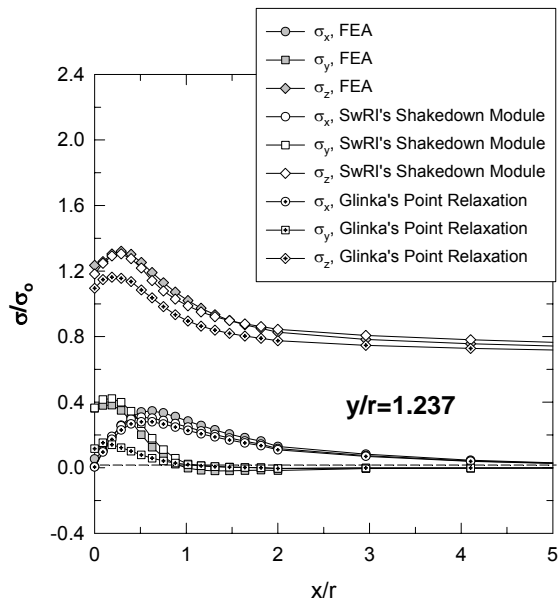 σx, FEA
σy, FEA
σz, FEA
σx, SwRI's Shakedown Module
σy, SwRI's Shakedown Module
σz, SwRI's Shakedown Module
σx, Glinka's Point Relaxation
σy, Glinka's Point Relaxation
σz, Glinka's Point Relaxation
2.4
2.0
1.6
1.2
0.8
0.4
0.0
-0.4
σ/σo
y/r=1.237
0 1 2 3 4 5
x/r